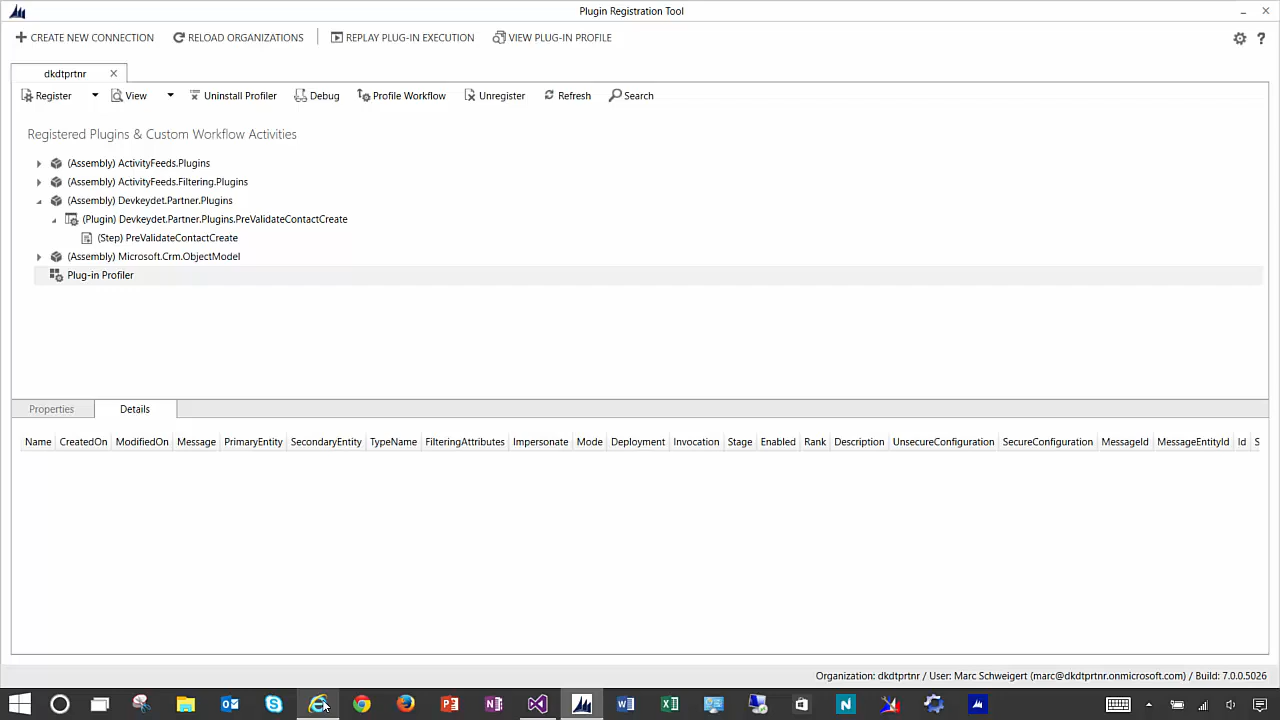 Plugin Registration Tool
CREATE NEW CONNECTION RELOAD ORGANIZATIONS REPLAY PLUG-IN EXECUTION VIEW PLUG-IN PROFILE ?
dkdtprtnr
Register View Uninstall Profiler Debug Profile Workflow Unregister Refresh Search
Registered Plugins & Custom Workflow Activities
(Assembly) ActivityFeeds.Plugins
(Assembly) ActivityFeeds.Filtering.Plugins
(Assembly) Devkeydet.Partner.Plugins
(Plugin) Devkeydet.Partner.Plugins.PreValidateContactCreate
(Step) PreValidateContactCreate
(Assembly) Microsoft.Crm.ObjectModel
Plug-in Profiler
Properties Details
Name CreatedOn ModifiedOn Message PrimaryEntity SecondaryEntity TypeName FilteringAttributes Impersonate Mode Deployment Invocation Stage Enabled Rank Description UnsecureConfiguration SecureConfiguration MessageId MessageEntityId Id S
Organization: dkdtprtnr / User: Marc Schweigert (marc@dkdtprtnr.onmicrosoft.com) / Build: 7.0.0.5026